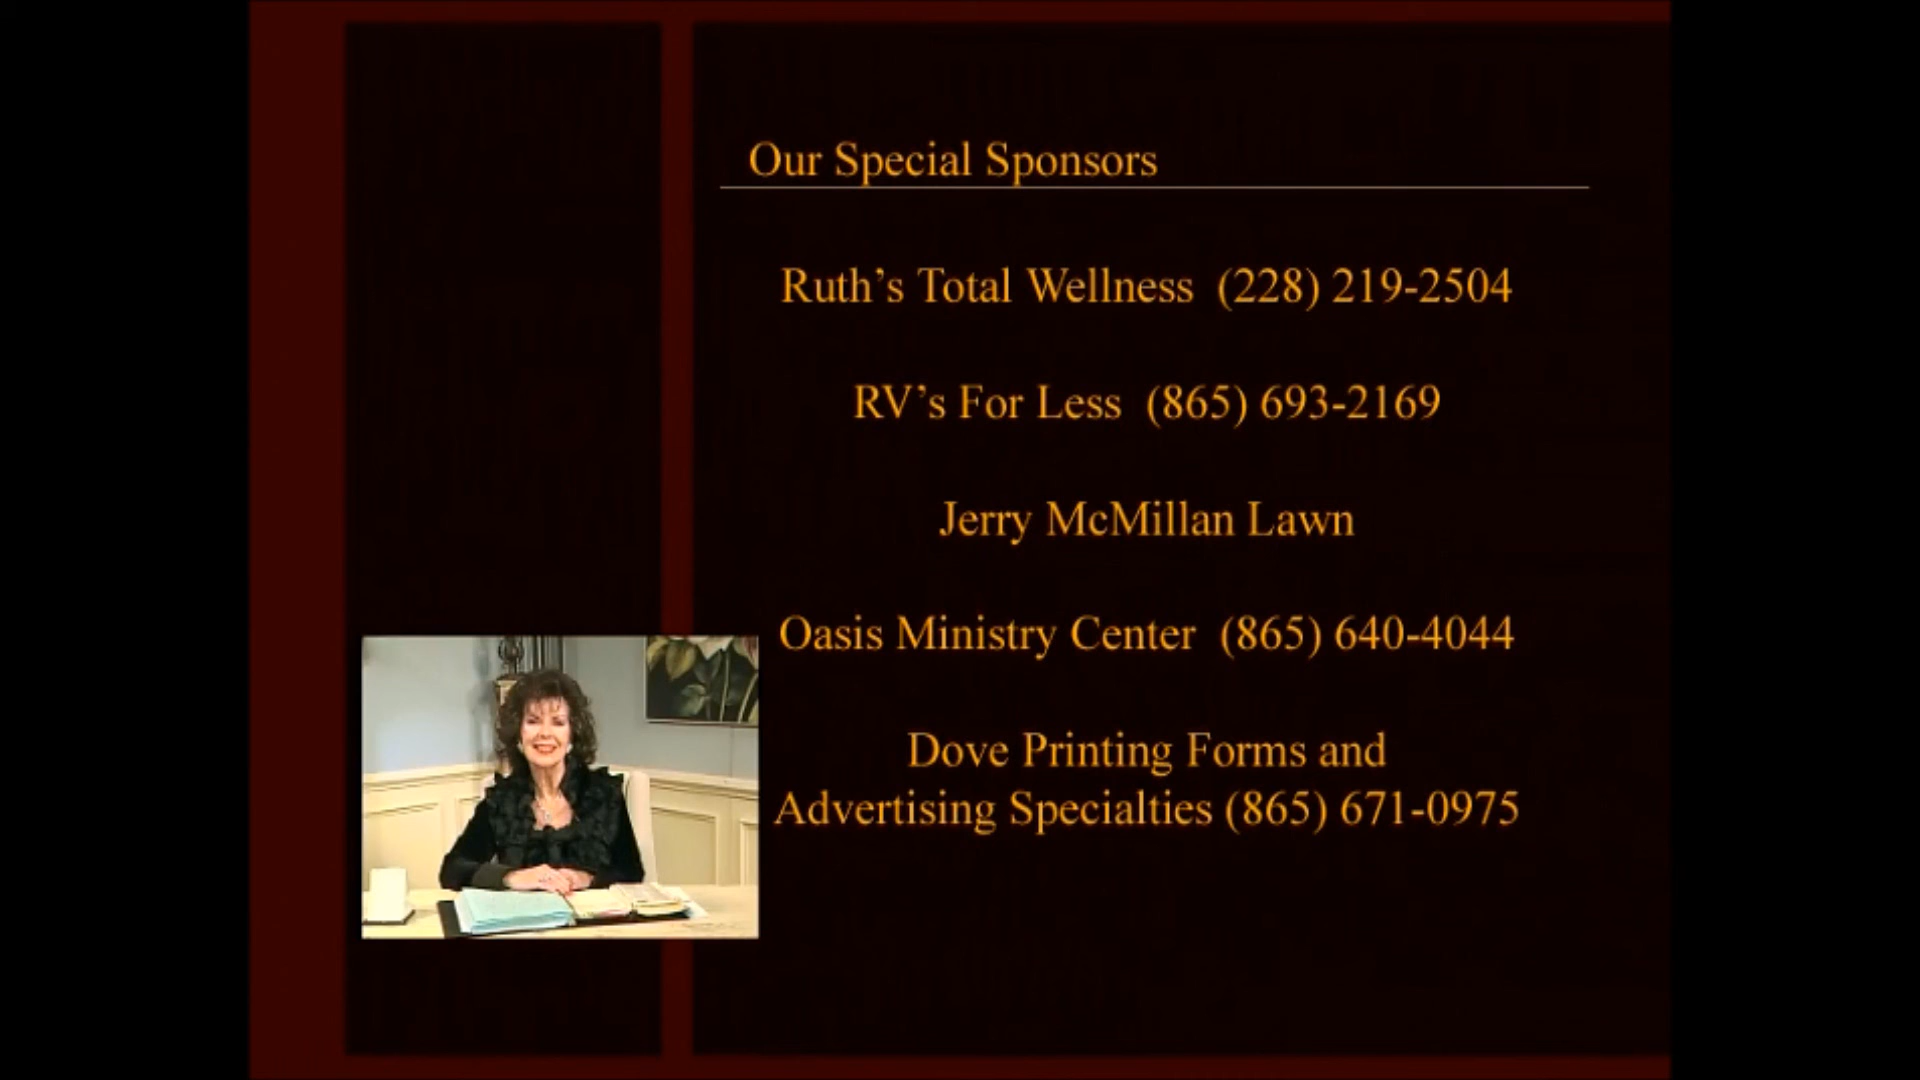 Our Special Sponsors
Ruth’s Total Wellness (228) 219-2504
RV’s For Less (865) 693-2169
Jerry McMillan Lawn
Oasis Ministry Center (865) 640-4044
Dove Printing Forms and
Advertising Specialties (865) 671-0975